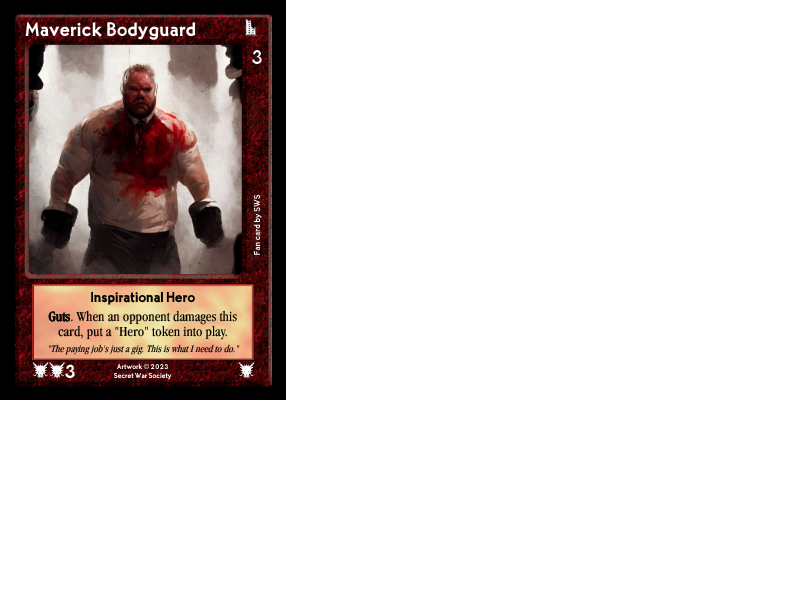 Maverick Bodyguard
3
Fan card by SWS
Inspirational Hero
Guts. When an opponent damages this
card, put a "Hero" token into play.
"The paying job's just a gig. This is what I need to do."
3
Artwork © 2023
Secret War Society